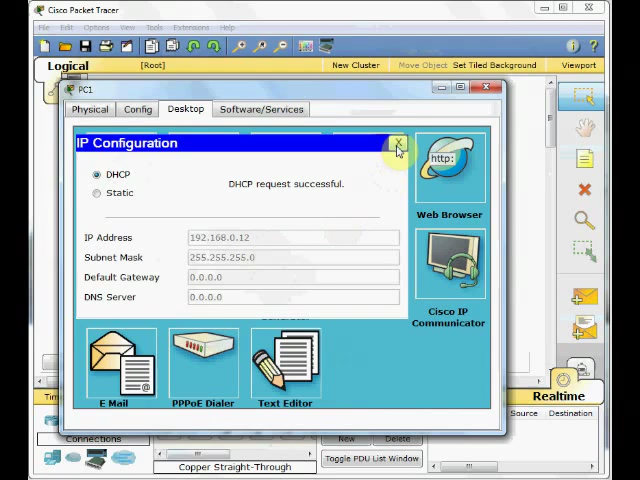 Cisco Packet Tracer
File Edit Options View Tools Extensions Help
Logical [Root] New Cluster Move Object Set Tiled Background Viewport
PC1
Physical Config Desktop Software/Services
IP Configuration X
DHCP
DHCP request successful.
Static
IP Address 192.168.0.12
Subnet Mask 255.255.255.0
Default Gateway 0.0.0.0
DNS Server 0.0.0.0
http:
Web Browser
Cisco IP
Communicator
E Mail PPPoE Dialer Text Editor
Realtime
Source Destination
Connections New Delete
Copper Straight-Through Toggle PDU List Window